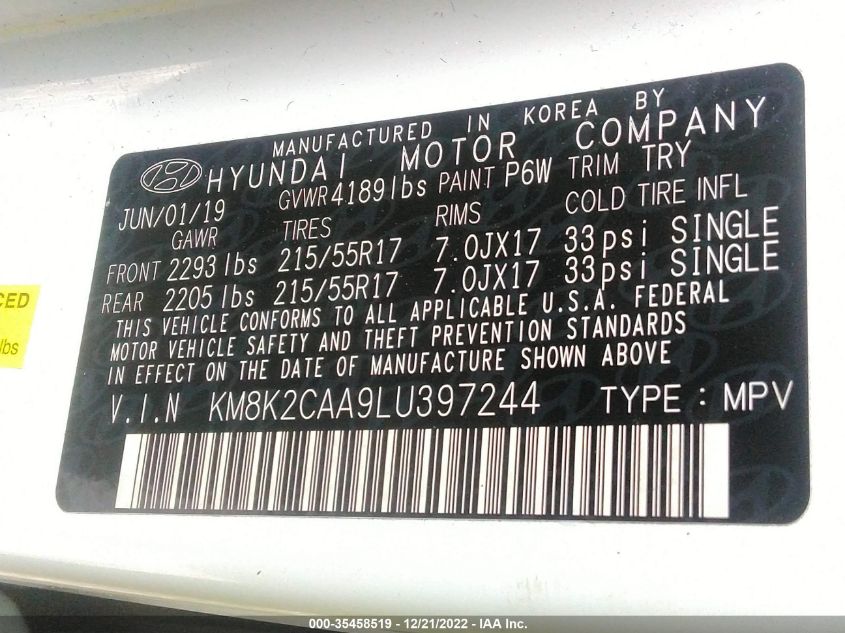 MANUFACTURED IN KOREA BY
HYUNDAI MOTOR COMPANY
JUN/01/19 GVWR 4189lbs PAINT P6W TRIM TRY
GAWR TIRES RIMS COLD TIRE INFL
FRONT 2293 lbs 215/55R17 7.0JX17 33psi SINGLE
REAR 2205 lbs 215/55R17 7.0JX17 33psi SINGLE
THIS VEHICLE CONFORMS TO ALL APPLICABLE U.S.A. FEDERAL
MOTOR VEHICLE SAFETY AND THEFT PREVENTION STANDARDS
IN EFFECT ON THE DATE OF MANUFACTURE SHOWN ABOVE
V.I.N KM8K2CAA9LU397244 TYPE : MPV
CED
lbs
000-35458519 - 12/21/2022 - IAA Inc.